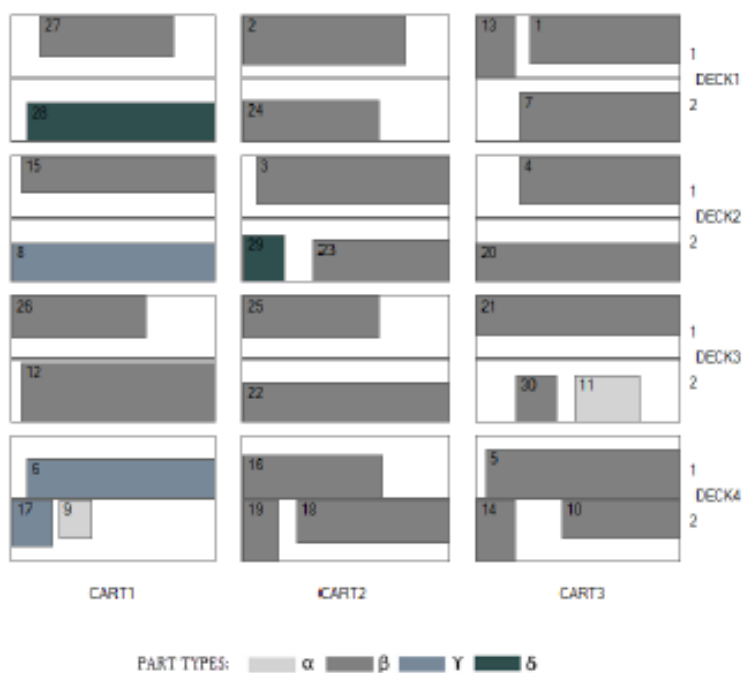 27 2 13 1 1
DECK1
28 24 7 2
15 3 4 1
DECK2
8 29 23 20 2
26 25 21 1
DECK3
12 22 30 11 2
6 16 5 1
DECK4
17 9 19 18 14 10 2
CART1 CART2 CART3
PART TYPES: α β γ δ